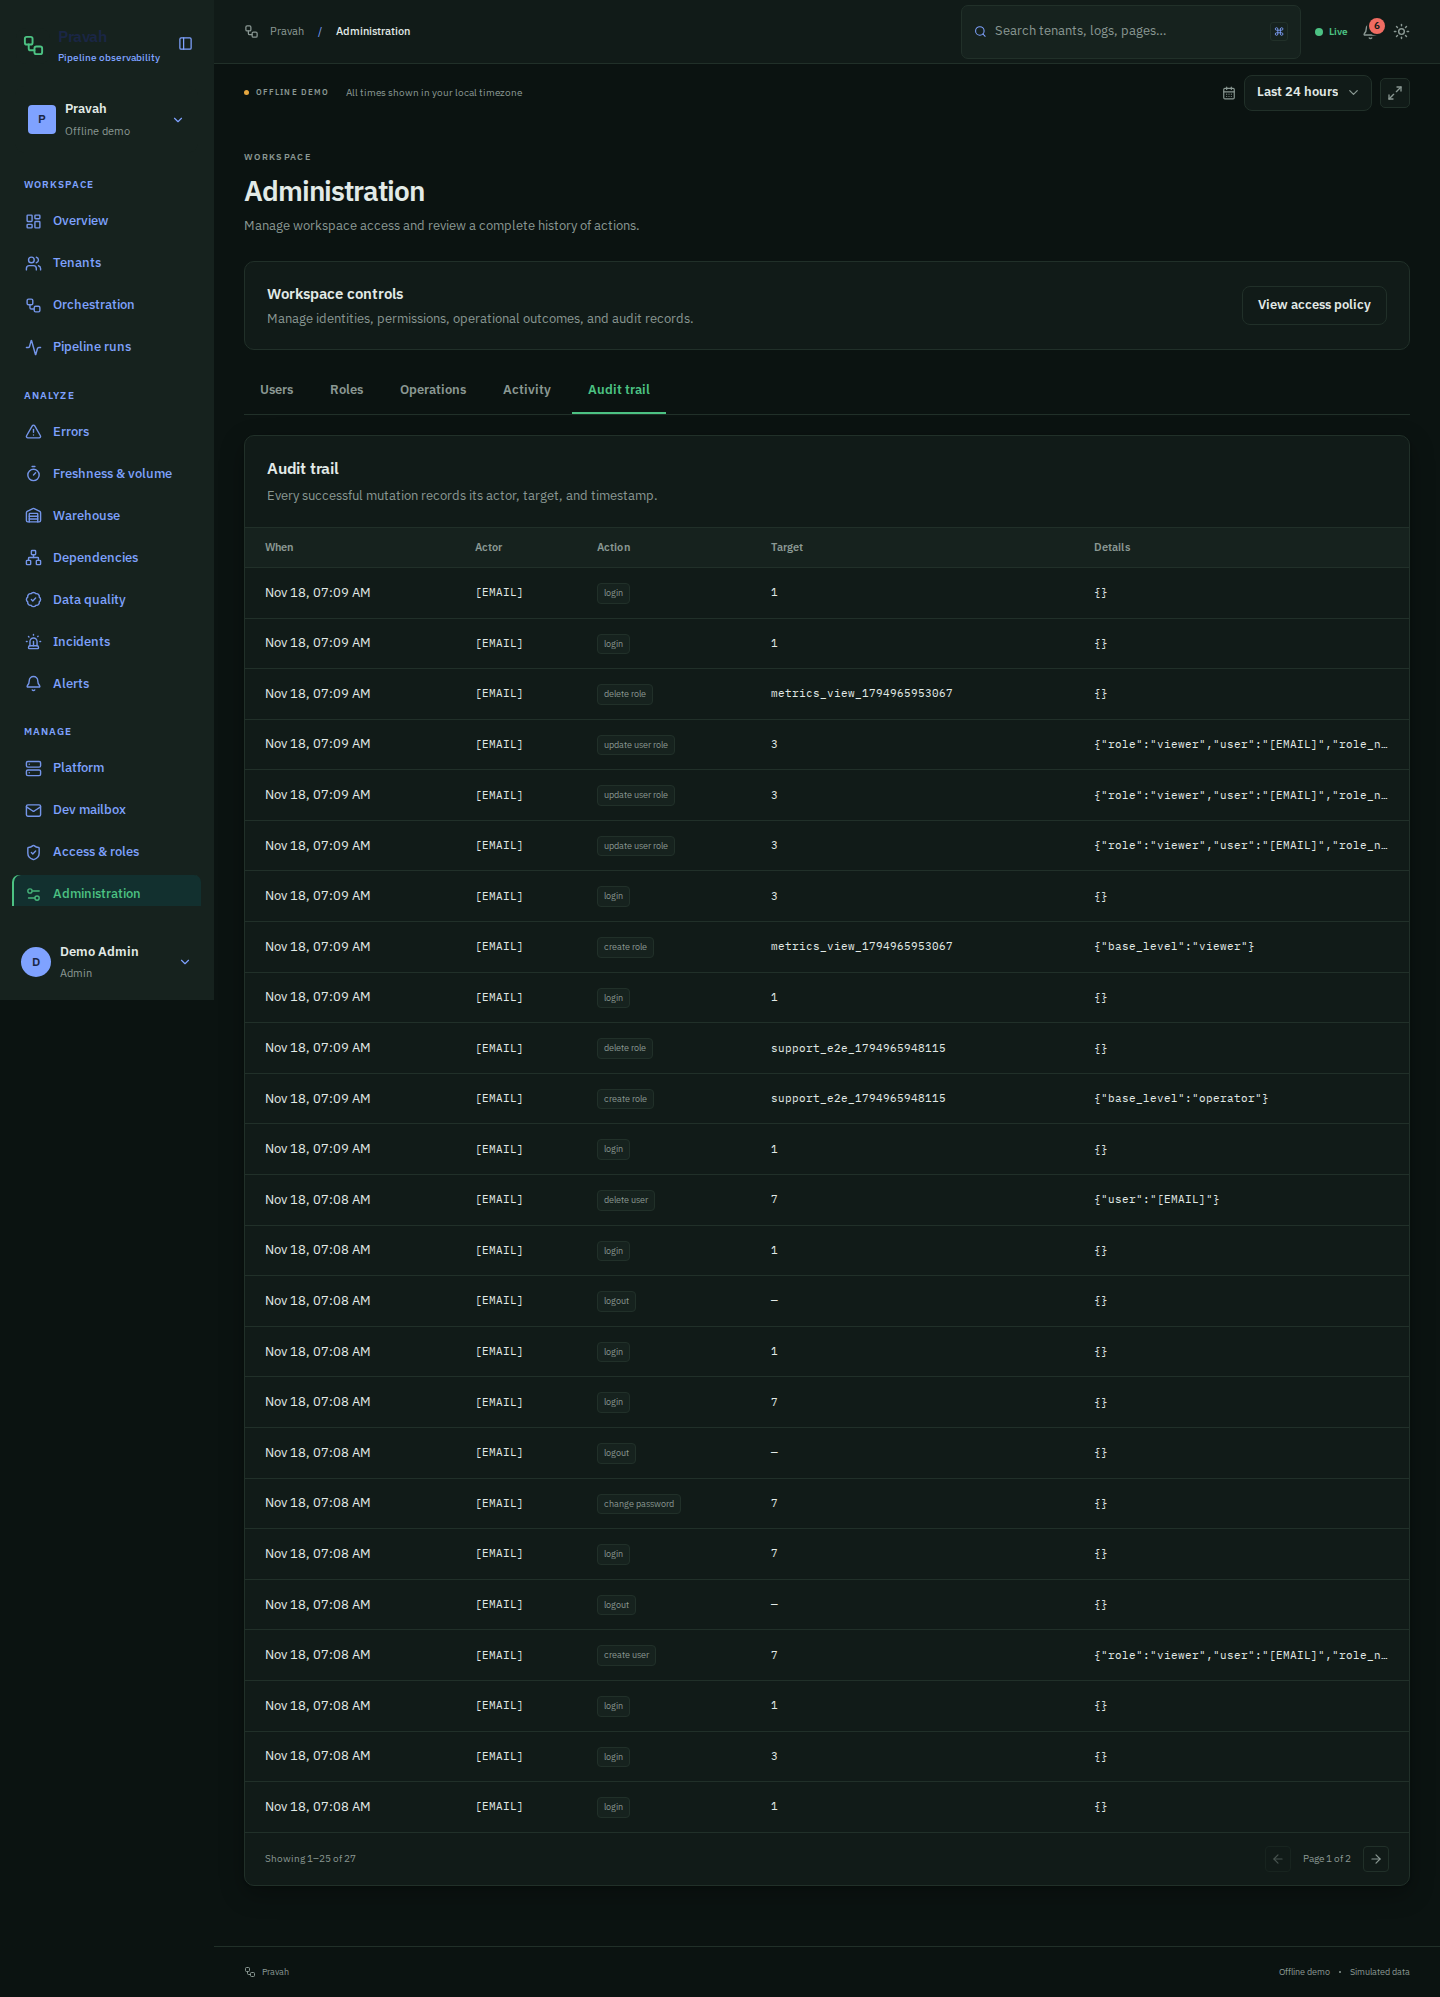 Pravah
Pipeline observability
P
Pravah
Offline demo
WORKSPACE
Overview
Tenants
Orchestration
Pipeline runs
ANALYZE
Errors
Freshness & volume
Warehouse
Dependencies
Data quality
Incidents
Alerts
MANAGE
Platform
Dev mailbox
Access & roles
Administration
D
Demo Admin
Admin
Pravah / Administration
Search tenants, logs, pages... ⌘
Live
6
OFFLINE DEMO All times shown in your local timezone
Last 24 hours
WORKSPACE
Administration
Manage workspace access and review a complete history of actions.
Workspace controls
Manage identities, permissions, operational outcomes, and audit records.
View access policy
Users Roles Operations Activity Audit trail
Audit trail
Every successful mutation records its actor, target, and timestamp.
When Actor Action Target Details
Nov 18, 07:09 AM [EMAIL] login 1 {}
Nov 18, 07:09 AM [EMAIL] login 1 {}
Nov 18, 07:09 AM [EMAIL] delete role metrics_view_1794965953067 {}
Nov 18, 07:09 AM [EMAIL] update user role 3 {"role":"viewer","user":"[EMAIL]","role_n…
Nov 18, 07:09 AM [EMAIL] update user role 3 {"role":"viewer","user":"[EMAIL]","role_n…
Nov 18, 07:09 AM [EMAIL] update user role 3 {"role":"viewer","user":"[EMAIL]","role_n…
Nov 18, 07:09 AM [EMAIL] login 3 {}
Nov 18, 07:09 AM [EMAIL] create role metrics_view_1794965953067 {"base_level":"viewer"}
Nov 18, 07:09 AM [EMAIL] login 1 {}
Nov 18, 07:09 AM [EMAIL] delete role support_e2e_1794965948115 {}
Nov 18, 07:09 AM [EMAIL] create role support_e2e_1794965948115 {"base_level":"operator"}
Nov 18, 07:09 AM [EMAIL] login 1 {}
Nov 18, 07:08 AM [EMAIL] delete user 7 {"user":"[EMAIL]"}
Nov 18, 07:08 AM [EMAIL] login 1 {}
Nov 18, 07:08 AM [EMAIL] logout — {}
Nov 18, 07:08 AM [EMAIL] login 1 {}
Nov 18, 07:08 AM [EMAIL] login 7 {}
Nov 18, 07:08 AM [EMAIL] logout — {}
Nov 18, 07:08 AM [EMAIL] change password 7 {}
Nov 18, 07:08 AM [EMAIL] login 7 {}
Nov 18, 07:08 AM [EMAIL] logout — {}
Nov 18, 07:08 AM [EMAIL] create user 7 {"role":"viewer","user":"[EMAIL]","role_n…
Nov 18, 07:08 AM [EMAIL] login 1 {}
Nov 18, 07:08 AM [EMAIL] login 3 {}
Nov 18, 07:08 AM [EMAIL] login 1 {}
Showing 1–25 of 27 Page 1 of 2
Pravah Offline demo • Simulated data